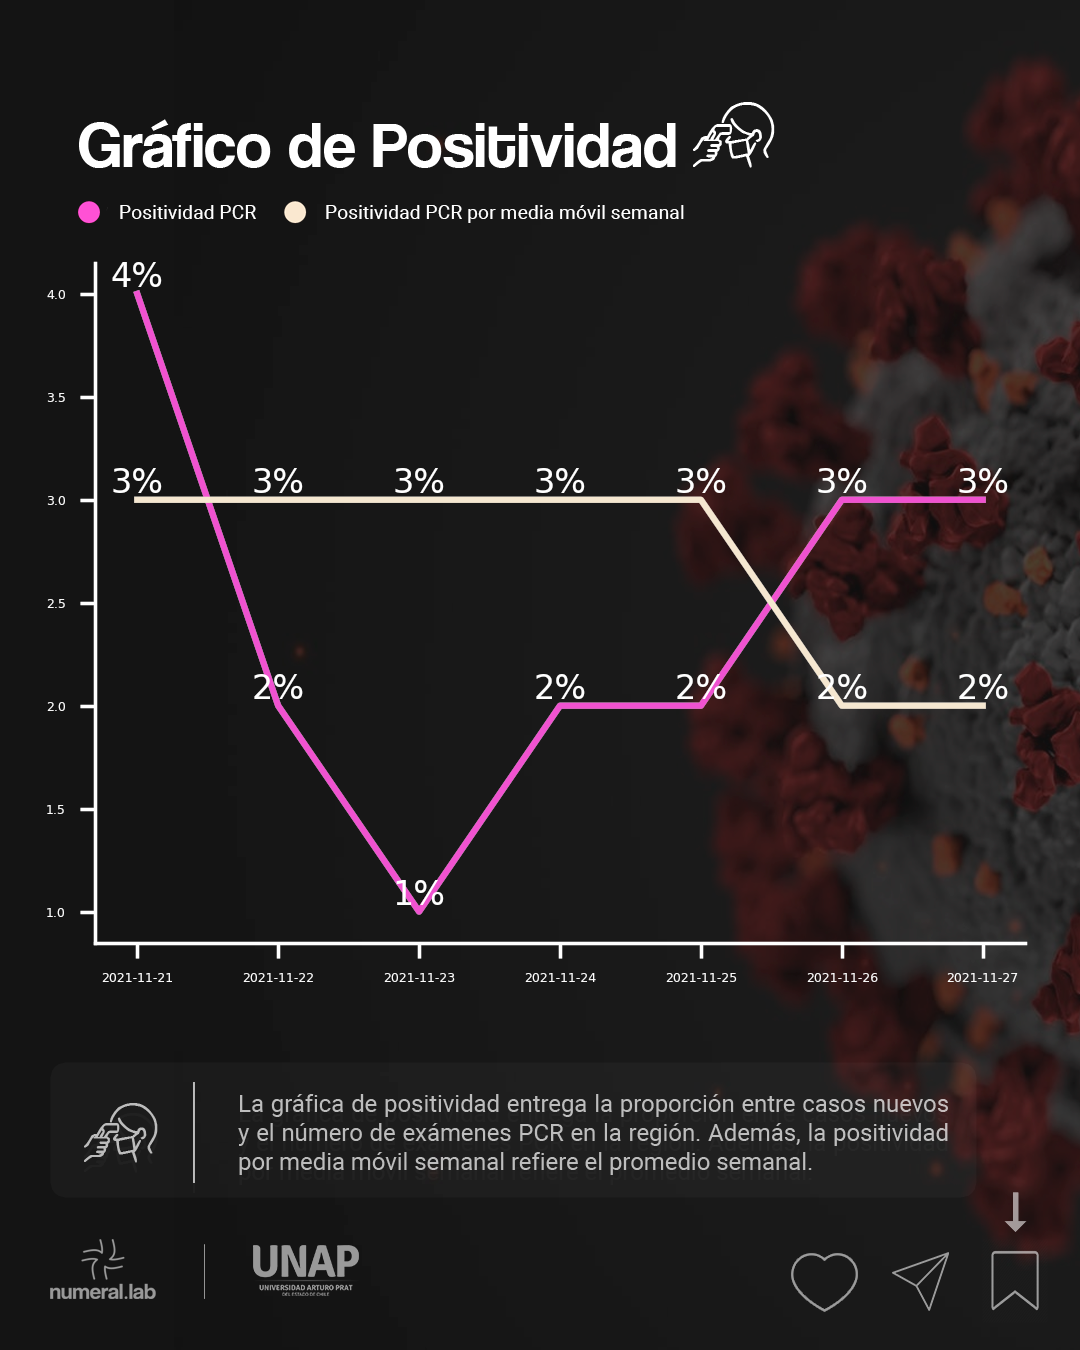 Gráfico de Positividad
Positividad PCR
Positividad PCR por media móvil semanal
4%
4.0
3.5
3% 3% 3% 3% 3% 3% 3%
3.0
2.5
2% 2% 2% 2% 2%
2.0
1.5
1%
1.0
2021-11-21 2021-11-22 2021-11-23 2021-11-24 2021-11-25 2021-11-26 2021-11-27
La gráfica de positividad entrega la proporción entre casos nuevos
y el número de exámenes PCR en la región. Además, la positividad
por media móvil semanal refiere el promedio semanal.
numeral.lab
UNAP
UNIVERSIDAD ARTURO PRAT
DEL ESTADO DE CHILE